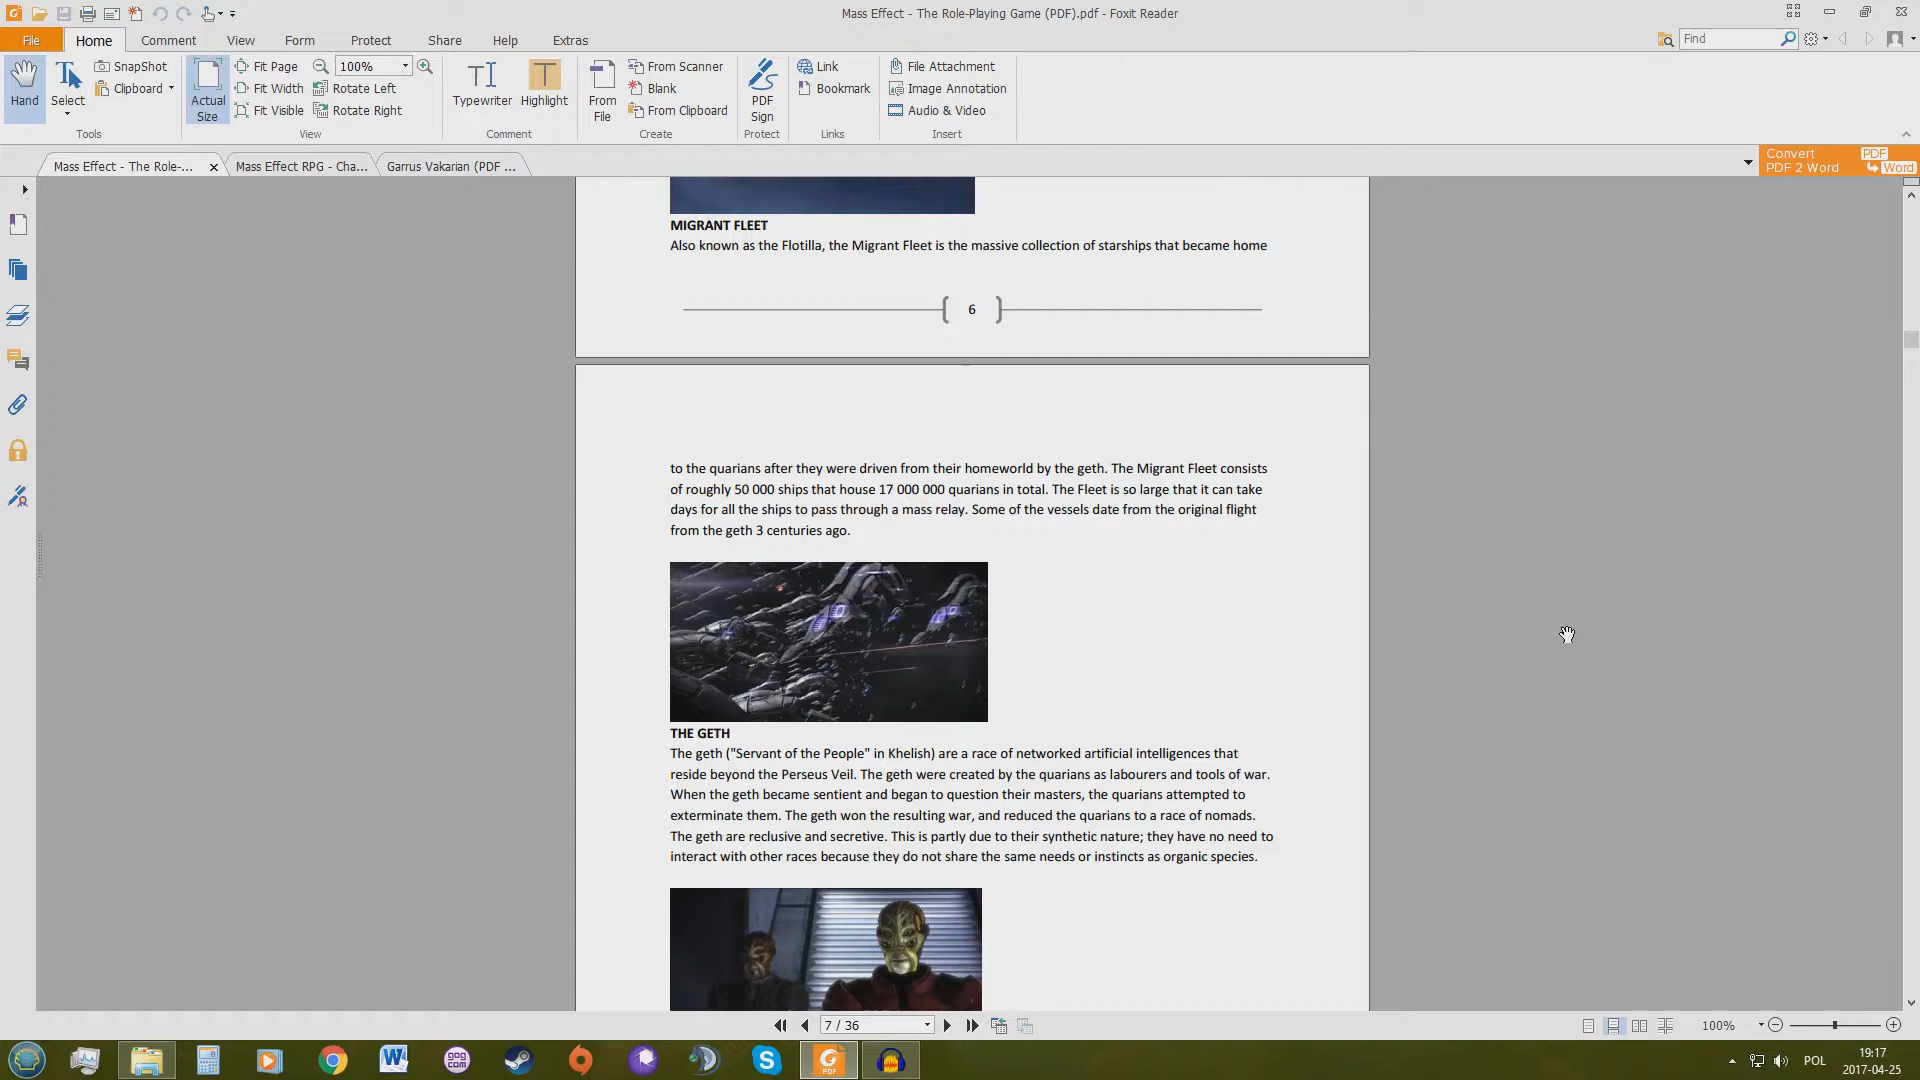 Mass Effect - The Role-Playing Game (PDF).pdf - Foxit Reader
File Home Comment View Form Protect Share Help Extras
Find
Hand
Select
SnapShot
Clipboard
Tools
Actual
Size
Fit Page
Fit Width
Fit Visible
100%
Rotate Left
Rotate Right
View
Typewriter
Highlight
Comment
From
File
From Scanner
Blank
From Clipboard
Create
PDF
Sign
Protect
Link
Bookmark
Links
File Attachment
Image Annotation
Audio & Video
Insert
Mass Effect - The Role-...
Mass Effect RPG - Cha...
Garrus Vakarian (PDF ...
Convert
PDF 2 Word
PDF
Word
MIGRANT FLEET
Also known as the Flotilla, the Migrant Fleet is the massive collection of starships that became home
6
to the quarians after they were driven from their homeworld by the geth. The Migrant Fleet consists
of roughly 50 000 ships that house 17 000 000 quarians in total. The Fleet is so large that it can take
days for all the ships to pass through a mass relay. Some of the vessels date from the original flight
from the geth 3 centuries ago.
THE GETH
The geth ("Servant of the People" in Khelish) are a race of networked artificial intelligences that
reside beyond the Perseus Veil. The geth were created by the quarians as labourers and tools of war.
When the geth became sentient and began to question their masters, the quarians attempted to
exterminate them. The geth won the resulting war, and reduced the quarians to a race of nomads.
The geth are reclusive and secretive. This is partly due to their synthetic nature; they have no need to
interact with other races because they do not share the same needs or instincts as organic species.
7 / 36
100%
GOG
COM
PDF
POL
19:17
2017-04-25